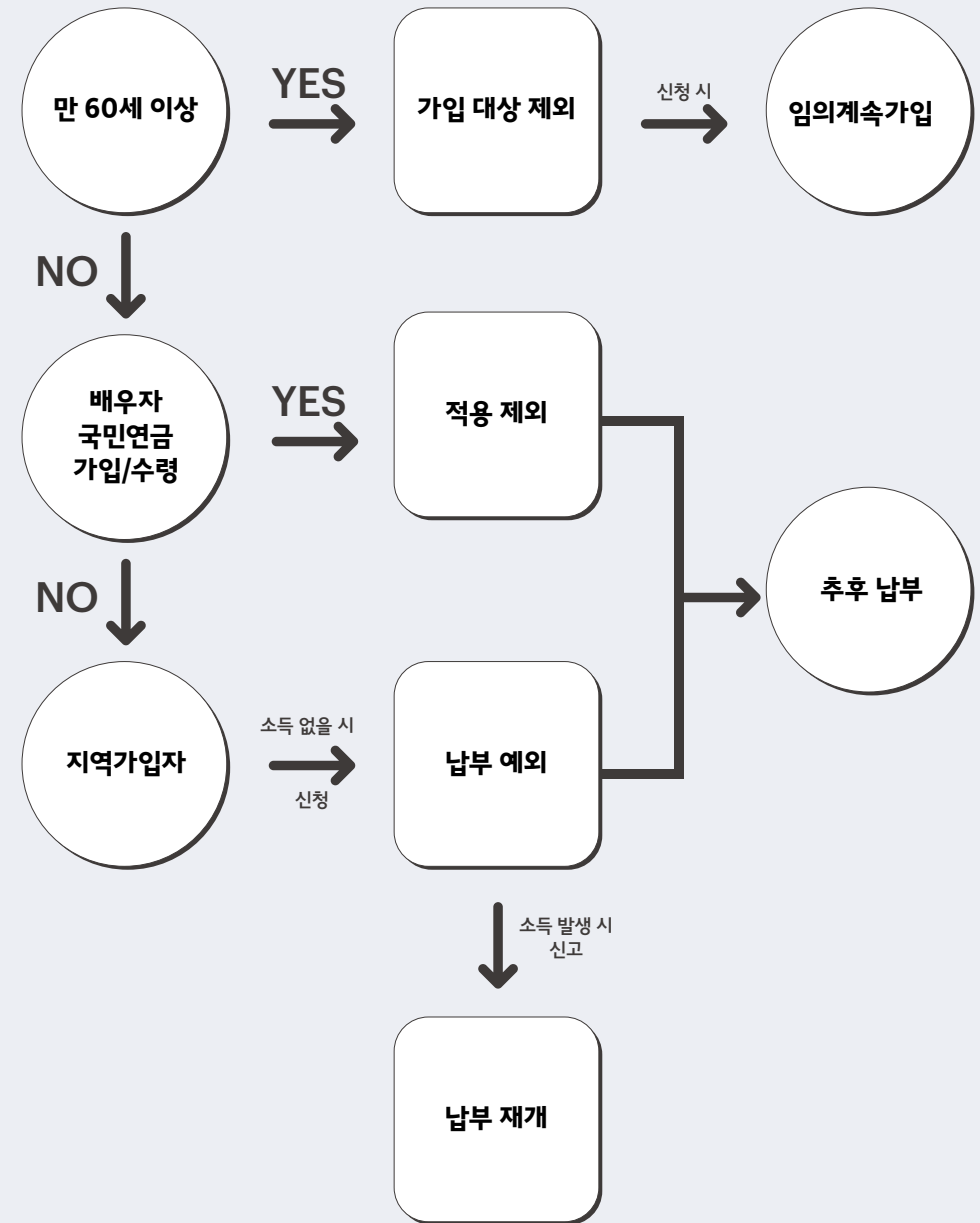 만 60세 이상
YES
가입 대상 제외
신청 시
임의계속가입
NO
배우자
국민연금
가입/수령
YES
적용 제외
추후 납부
NO
지역가입자
소득 없을 시
신청
납부 예외
소득 발생 시
신고
납부 재개